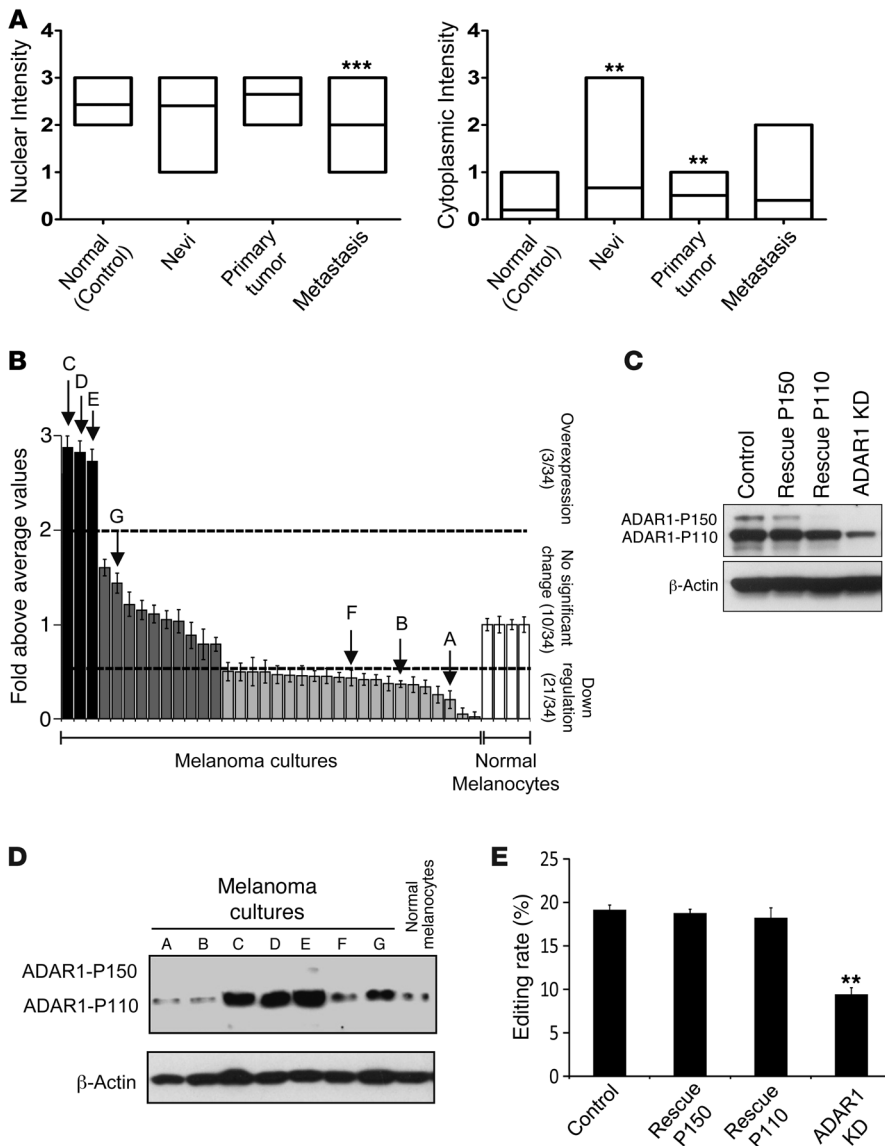 A
Nuclear Intensity
4
3
2
1
0
***
Normal
(Control)
Nevi
Primary
tumor
Metastasis
Cytoplasmic Intensity
4
3
2
1
0
**
**
Normal
(Control)
Nevi
Primary
tumor
Metastasis
B
Fold above average values
3
2
1
0
C
D
E
G
F
B
A
Overexpression
(3/34)
No significant
change (10/34)
Down
regulation
(21/34)
Melanoma cultures
Normal
Melanocytes
C
Control
Rescue P150
Rescue P110
ADAR1 KD
ADAR1-P150
ADAR1-P110
β-Actin
D
Melanoma
cultures
Normal
melanocytes
A B C D E F G
ADAR1-P150
ADAR1-P110
β-Actin
E
Editing rate (%)
25
20
15
10
5
0
**
Control
Rescue
P150
Rescue
P110
ADAR1
KD